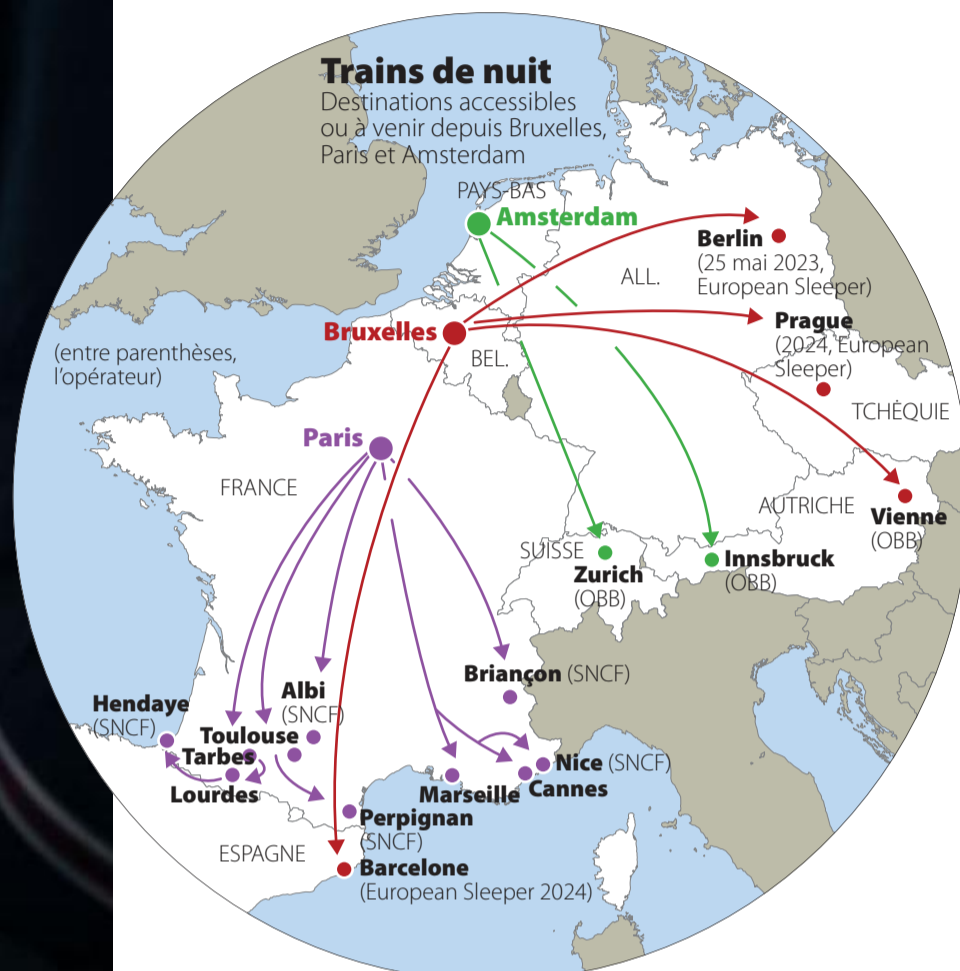 Trains de nuit
Destinations accessibles
ou à venir depuis Bruxelles,
Paris et Amsterdam
PAYS-BAS
Amsterdam
Berlin
(25 mai 2023,
European Sleeper)
ALL.
Prague
(2024, European
Sleeper)
Bruxelles
(entre parenthèses,
l'opérateur)
BEL.
TCHÉQUIE
Paris
FRANCE
AUTRICHE
Vienne
(OBB)
SUISSE
Zurich
(OBB)
Innsbruck
(OBB)
Briançon (SNCF)
Albi
(SNCF)
Hendaye
(SNCF)
Toulouse
Tarbes
Lourdes
Nice (SNCF)
Cannes
Marseille
Perpignan
(SNCF)
ESPAGNE
Barcelone
(European Sleeper 2024)